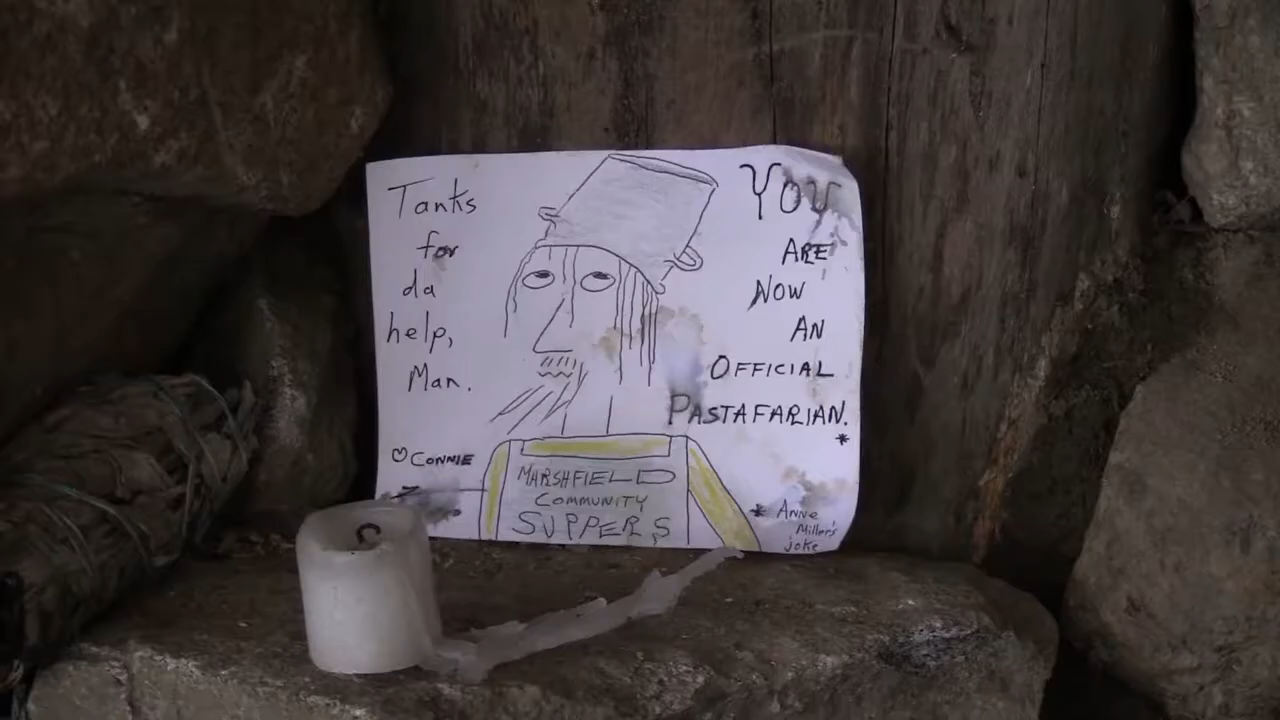 Tanks
for
da
help,
Man.
♡ CONNIE
YOU
ARE
NOW
AN
OFFICIAL
PASTAFARIAN.
*
MARSHFIELD
COMMUNITY
SUPPERS
* ANNE
MILLER'S
joke